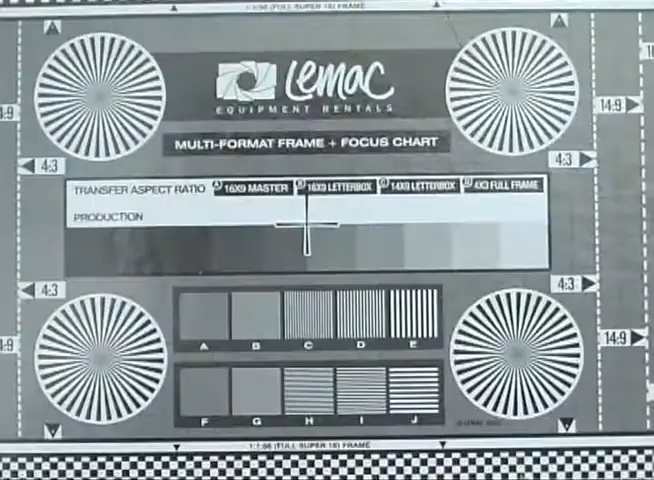 1:1.66 (FULL SUPER 16) FRAME
Lemac
EQUIPMENT RENTALS
14:9
14:9
MULTI-FORMAT FRAME + FOCUS CHART
4:3
4:3
TRANSFER ASPECT RATIO A 16X9 MASTER B 16X9 LETTERBOX C 14X9 LETTERBOX D 4X3 FULL FRAME
PRODUCTION
4:3
4:3
14:9
A B C D E
F G H I J
1:1.66 (FULL SUPER 16) FRAME